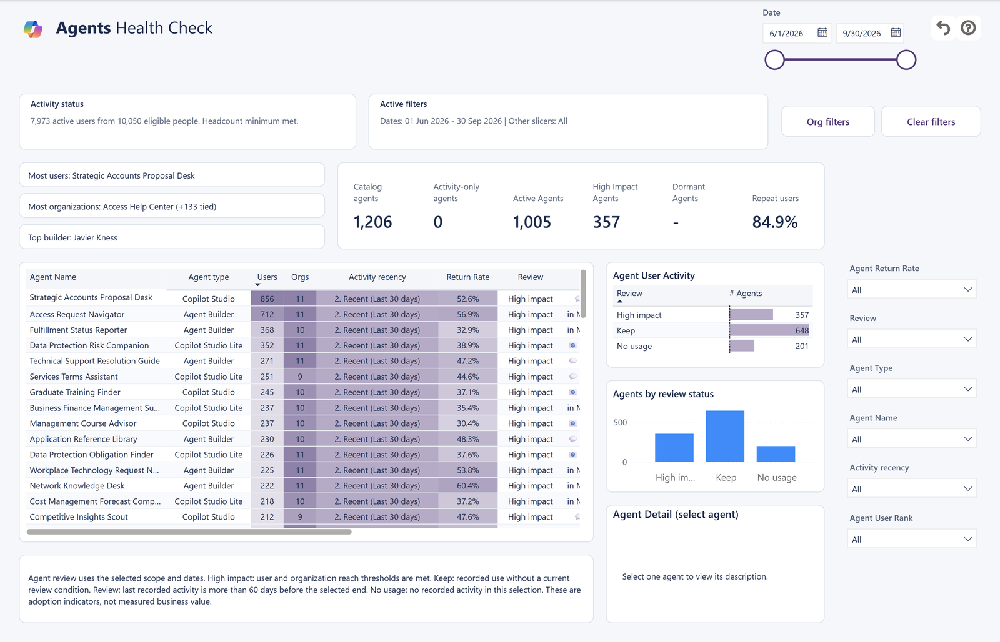 Agents Health Check
Date
6/1/2026
9/30/2026
Activity status
7,973 active users from 10,050 eligible people. Headcount minimum met.
Active filters
Dates: 01 Jun 2026 - 30 Sep 2026 | Other slicers: All
Org filters
Clear filters
Most users: Strategic Accounts Proposal Desk
Most organizations: Access Help Center (+133 tied)
Top builder: Javier Kness
Catalog agents
1,206
Activity-only agents
0
Active Agents
1,005
High Impact Agents
357
Dormant Agents
-
Repeat users
84.9%
Agent Name Agent type Users Orgs Activity recency Return Rate Review
Strategic Accounts Proposal Desk Copilot Studio 856 11 2. Recent (Last 30 days) 52.6% High impact
Access Request Navigator Agent Builder 712 11 2. Recent (Last 30 days) 56.9% High impact in
Fulfillment Status Reporter Agent Builder 368 10 2. Recent (Last 30 days) 32.9% High impact in
Data Protection Risk Companion Copilot Studio Lite 352 11 2. Recent (Last 30 days) 38.9% High impact
Technical Support Resolution Guide Agent Builder 271 11 2. Recent (Last 30 days) 47.2% High impact
Services Terms Assistant Copilot Studio Lite 251 9 2. Recent (Last 30 days) 44.6% High impact
Graduate Training Finder Copilot Studio 245 10 2. Recent (Last 30 days) 37.1% High impact
Business Finance Management Su... Copilot Studio Lite 237 10 2. Recent (Last 30 days) 35.4% High impact in
Management Course Advisor Copilot Studio 237 10 2. Recent (Last 30 days) 30.4% High impact
Application Reference Library Agent Builder 230 10 2. Recent (Last 30 days) 48.3% High impact
Data Protection Obligation Finder Copilot Studio Lite 226 11 2. Recent (Last 30 days) 37.6% High impact
Workplace Technology Request N... Agent Builder 225 11 2. Recent (Last 30 days) 53.8% High impact in
Network Knowledge Desk Agent Builder 222 11 2. Recent (Last 30 days) 60.4% High impact in
Cost Management Forecast Comp... Copilot Studio Lite 218 10 2. Recent (Last 30 days) 37.2% High impact in
Competitive Insights Scout Copilot Studio 212 9 2. Recent (Last 30 days) 47.6% High impact
Agent User Activity
Review # Agents
High impact 357
Keep 648
No usage 201
Agents by review status
500
0
High im... Keep No usage
Agent Detail (select agent)
Select one agent to view its description.
Agent Return Rate
All
Review
All
Agent Type
All
Agent Name
All
Activity recency
All
Agent User Rank
All
Agent review uses the selected scope and dates. High impact: user and organization reach thresholds are met. Keep: recorded use without a current
review condition. Review: last recorded activity is more than 60 days before the selected end. No usage: no recorded activity in this selection. These are
adoption indicators, not measured business value.